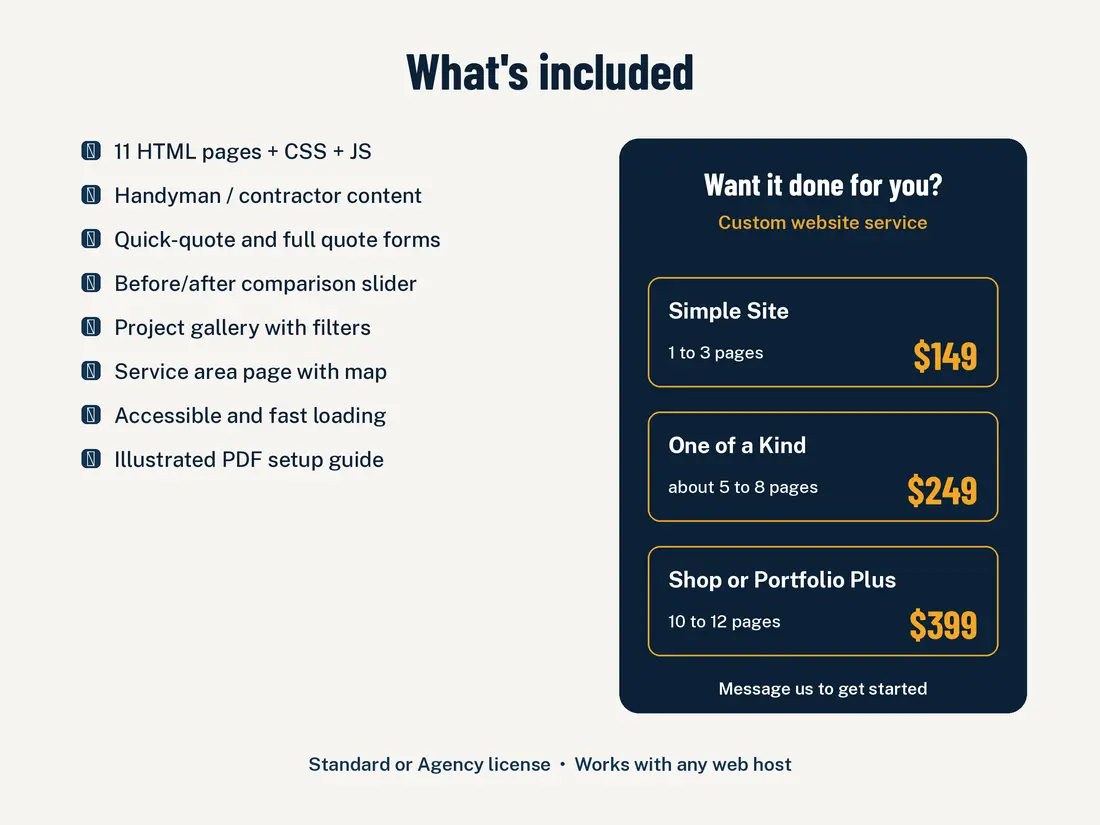 What's included
11 HTML pages + CSS + JS
Handyman / contractor content
Quick-quote and full quote forms
Before/after comparison slider
Project gallery with filters
Service area page with map
Accessible and fast loading
Illustrated PDF setup guide
Want it done for you?
Custom website service
Simple Site
1 to 3 pages
$149
One of a Kind
about 5 to 8 pages
$249
Shop or Portfolio Plus
10 to 12 pages
$399
Message us to get started
Standard or Agency license • Works with any web host